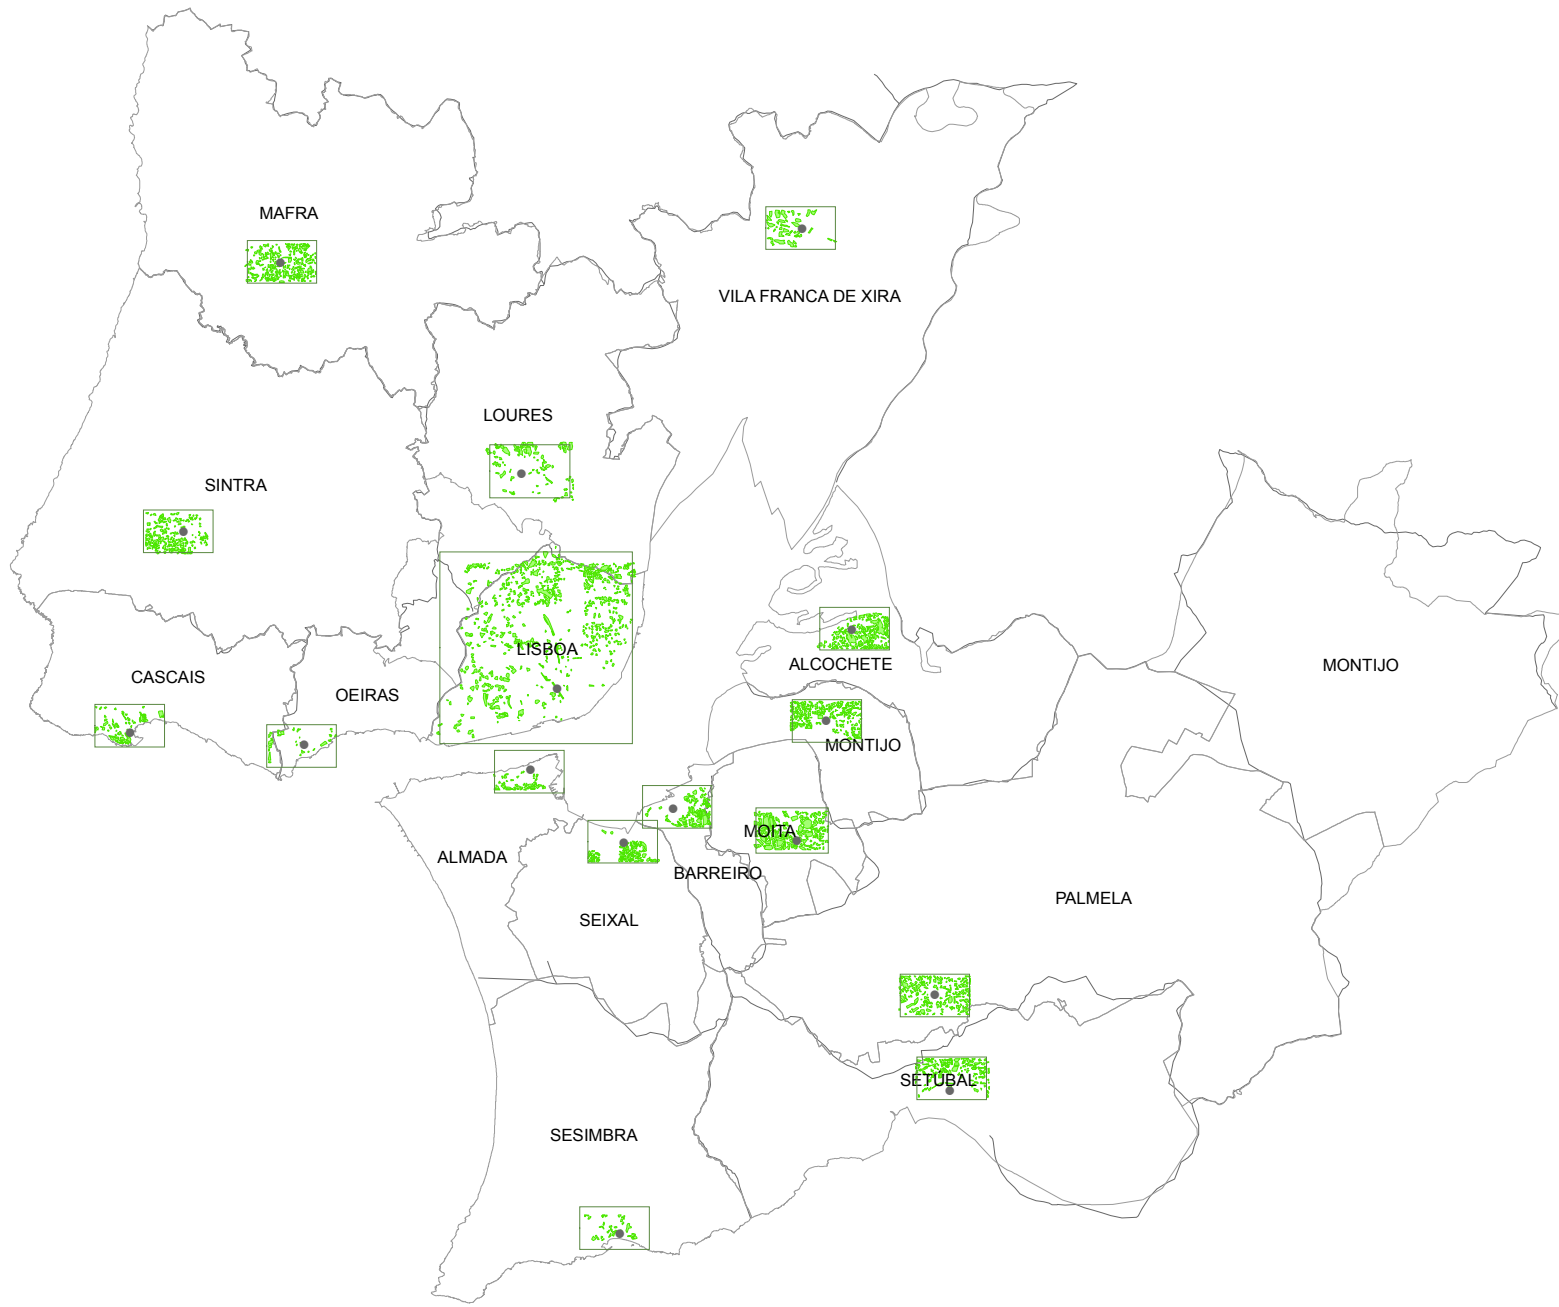 MAFRA
VILA FRANCA DE XIRA
LOURES
SINTRA
LISBOA
ALCOCHETE
MONTIJO
CASCAIS
OEIRAS
MONTIJO
MOITA
ALMADA
BARREIRO
PALMELA
SEIXAL
SETÚBAL
SESIMBRA